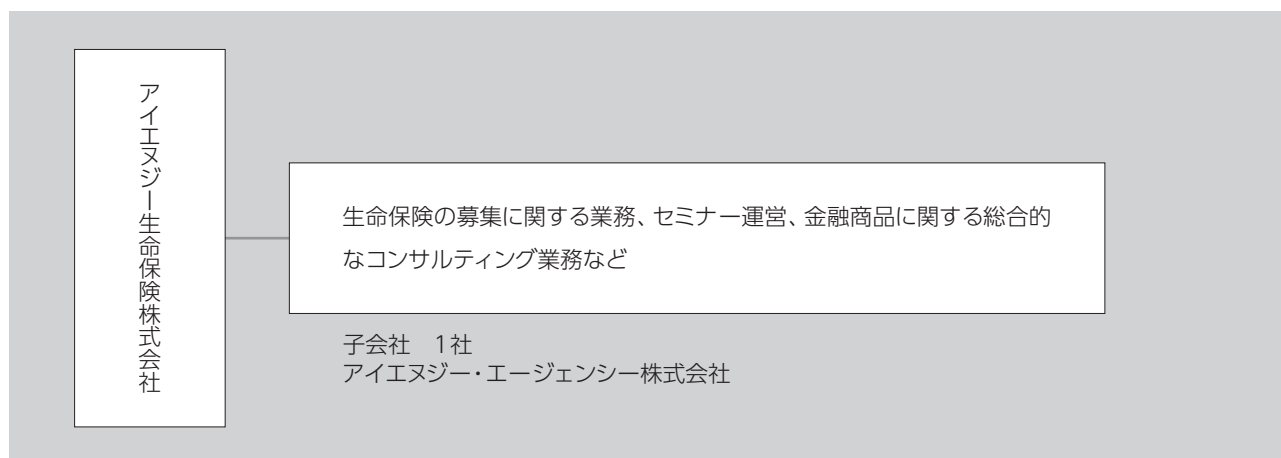 アイエヌジー生命保険株式会社
生命保険の募集に関する業務、セミナー運営、金融商品に関する総合的
なコンサルティング業務など
子会社　1社
アイエヌジー・エージェンシー株式会社